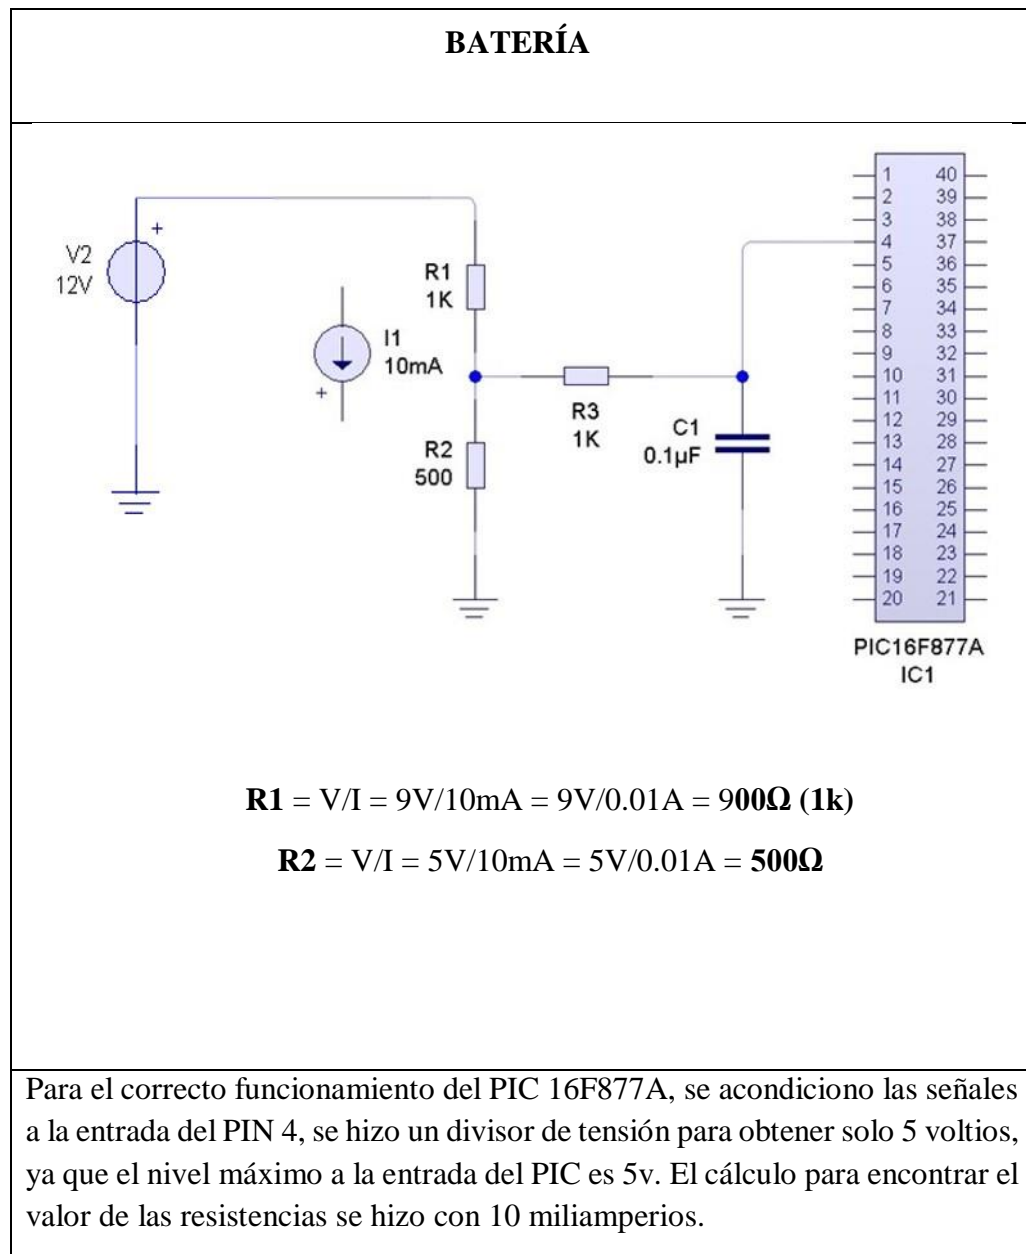 BATERÍA
V2
12V
+
R1
1K
I1
10mA
+
R2
500
R3
1K
C1
0.1µF
1 40
2 39
3 38
4 37
5 36
6 35
7 34
8 33
9 32
10 31
11 30
12 29
13 28
14 27
15 26
16 25
17 24
18 23
19 22
20 21
PIC16F877A
IC1
R1 = V/I = 9V/10mA = 9V/0.01A = 900Ω (1k)
R2 = V/I = 5V/10mA = 5V/0.01A = 500Ω
Para el correcto funcionamiento del PIC 16F877A, se acondiciono las señales
a la entrada del PIN 4, se hizo un divisor de tensión para obtener solo 5 voltios,
ya que el nivel máximo a la entrada del PIC es 5v. El cálculo para encontrar el
valor de las resistencias se hizo con 10 miliamperios.